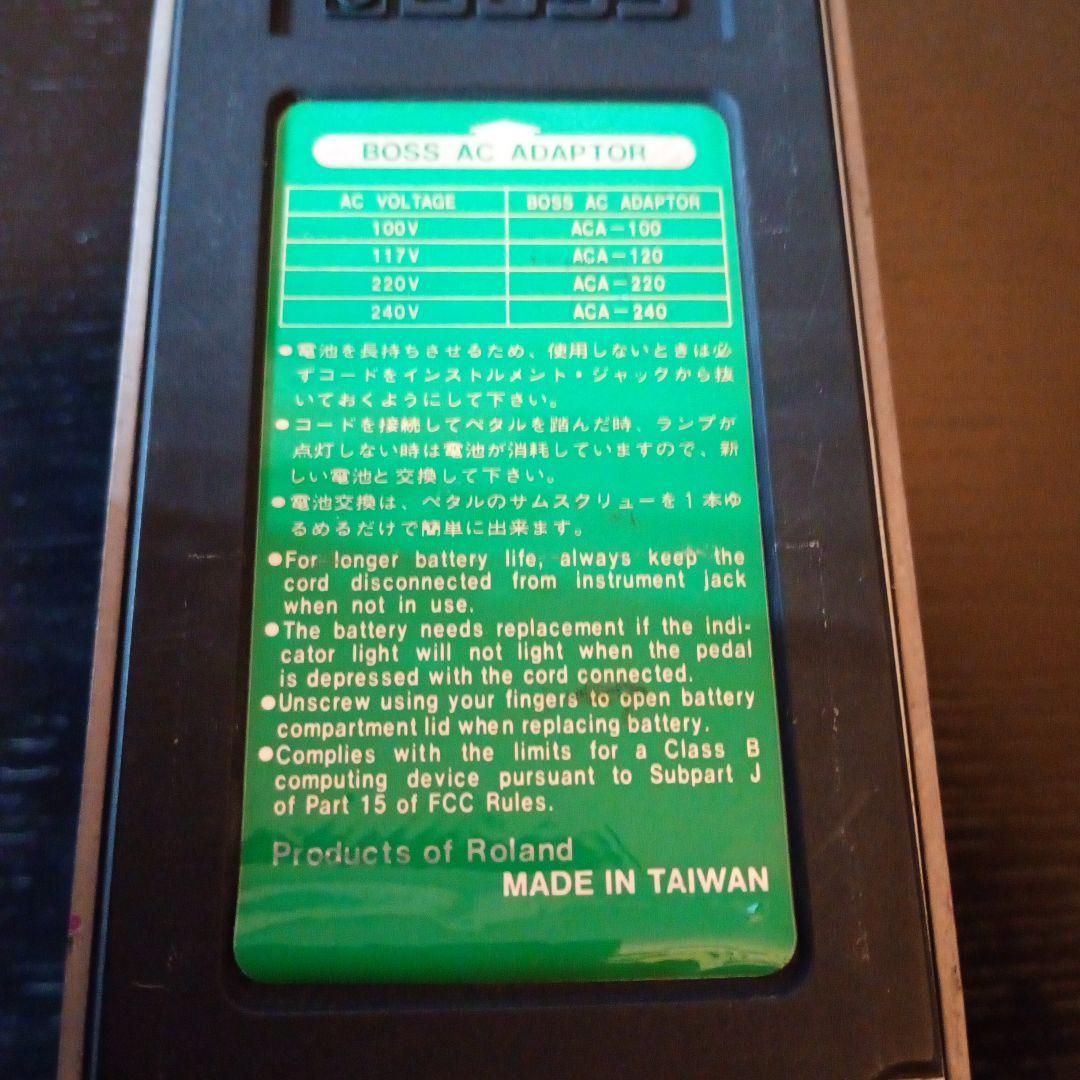 BOSS
BOSS AC ADAPTOR
AC VOLTAGE BOSS AC ADAPTOR
100V ACA-100
117V ACA-120
220V ACA-220
240V ACA-240
●電池を長持ちさせるため、使用しないときは必
ずコードをインストルメント・ジャックから抜
いておくようにして下さい。
●コードを接続してペダルを踏んだ時、ランプが
点灯しない時は電池が消耗していますので、新
しい電池と交換して下さい。
●電池交換は、ペダルのサムスクリューを1本ゆ
るめるだけで簡単に出来ます。
●For longer battery life, always keep the
cord disconnected from instrument jack
when not in use.
●The battery needs replacement if the indi-
cator light will not light when the pedal
is depressed with the cord connected.
●Unscrew using your fingers to open battery
compartment lid when replacing battery.
●Complies with the limits for a Class B
computing device pursuant to Subpart J
of Part 15 of FCC Rules.
Products of Roland
MADE IN TAIWAN